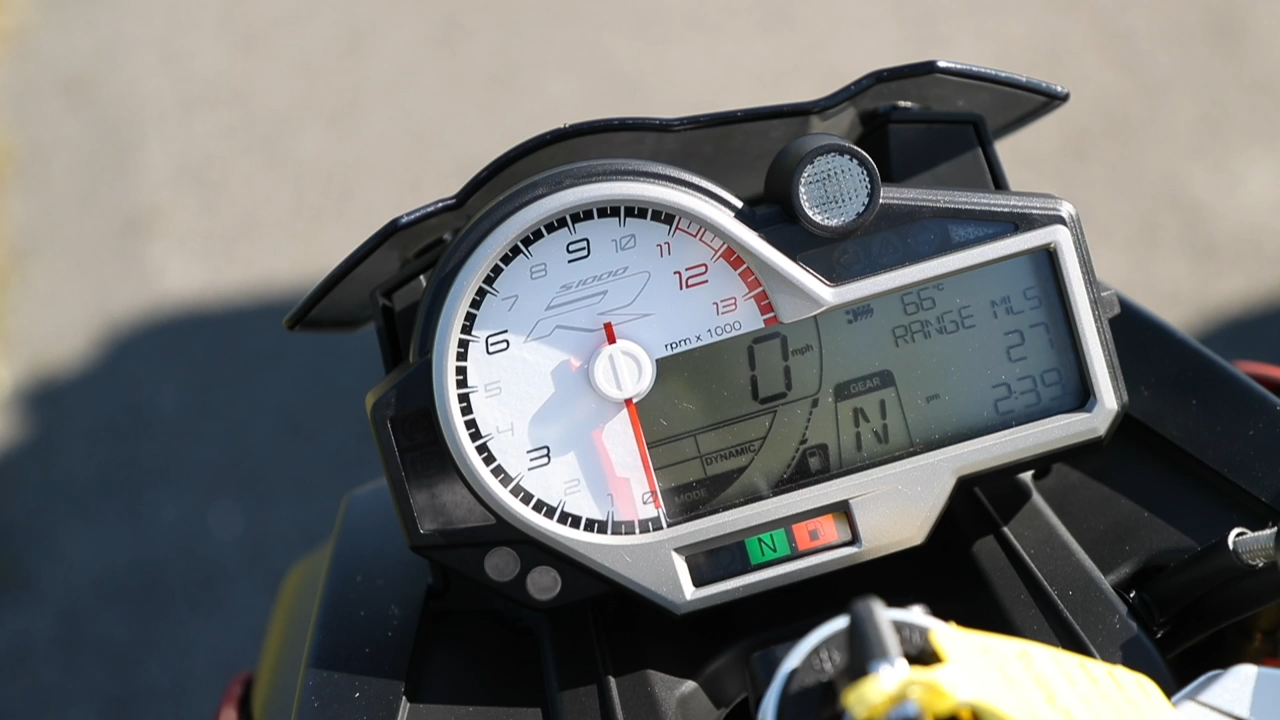 9
10
8
11
7
12
13
6
5
4
3
2
1
0
S1000
R
rpm x 1000
0 mph
66°C
RANGE MLS
27
pm 2:39
GEAR
N
DYNAMIC
MODE
N